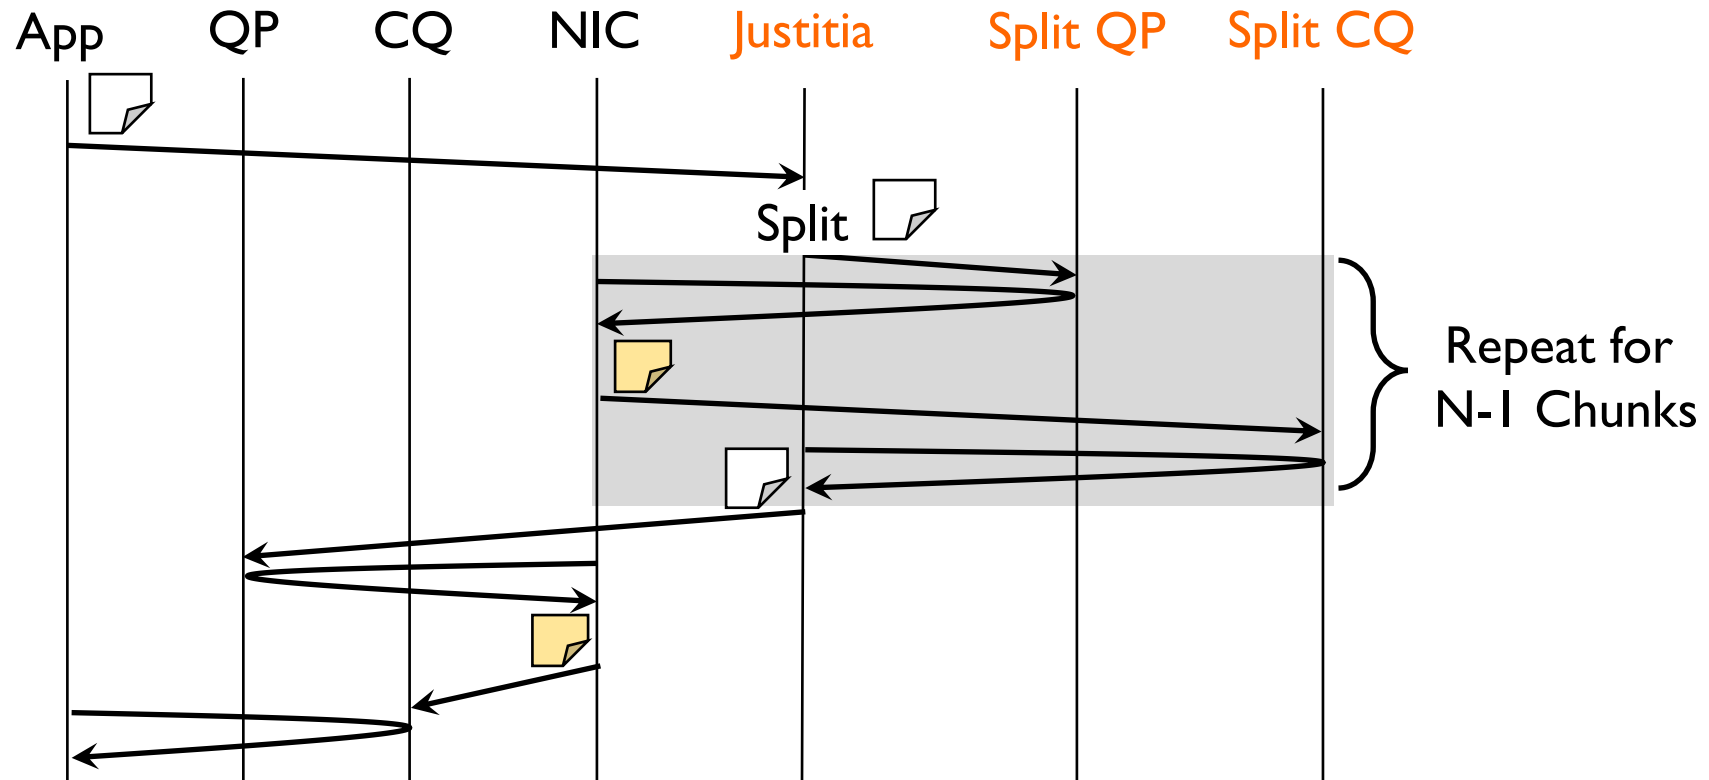 App QP CQ NIC Justitia Split QP Split CQ
Split
Repeat for
N-1 Chunks